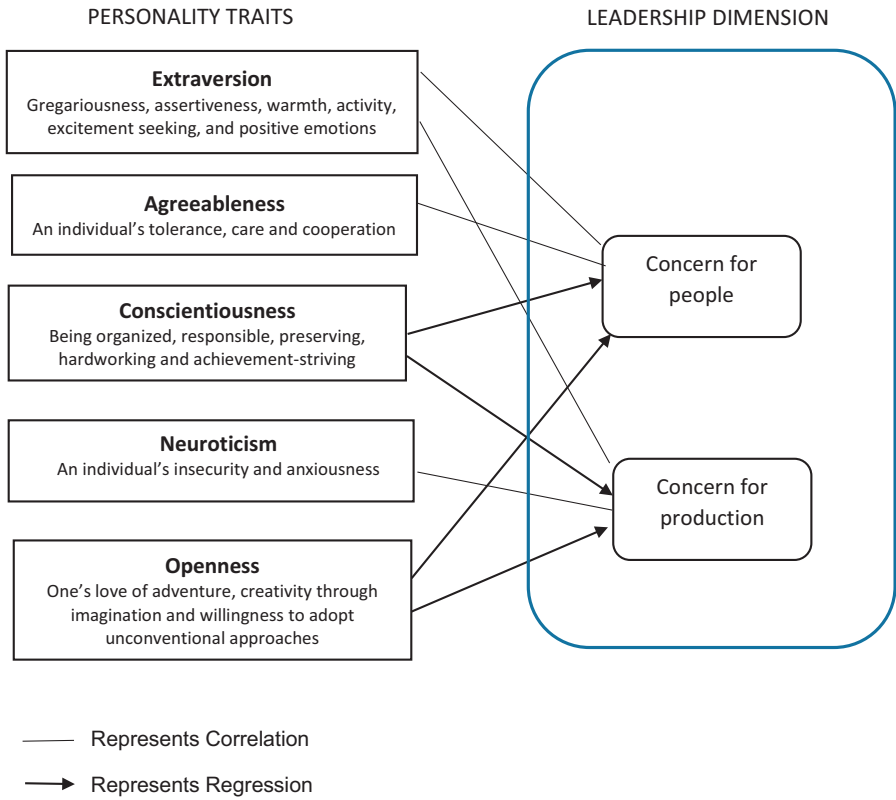 PERSONALITY TRAITS
LEADERSHIP DIMENSION
Extraversion
Gregariousness, assertiveness, warmth, activity,
excitement seeking, and positive emotions
Agreeableness
An individual’s tolerance, care and cooperation
Concern for
people
Conscientiousness
Being organized, responsible, preserving,
hardworking and achievement-striving
Neuroticism
An individual’s insecurity and anxiousness
Concern for
production
Openness
One’s love of adventure, creativity through
imagination and willingness to adopt
unconventional approaches
Represents Correlation
Represents Regression